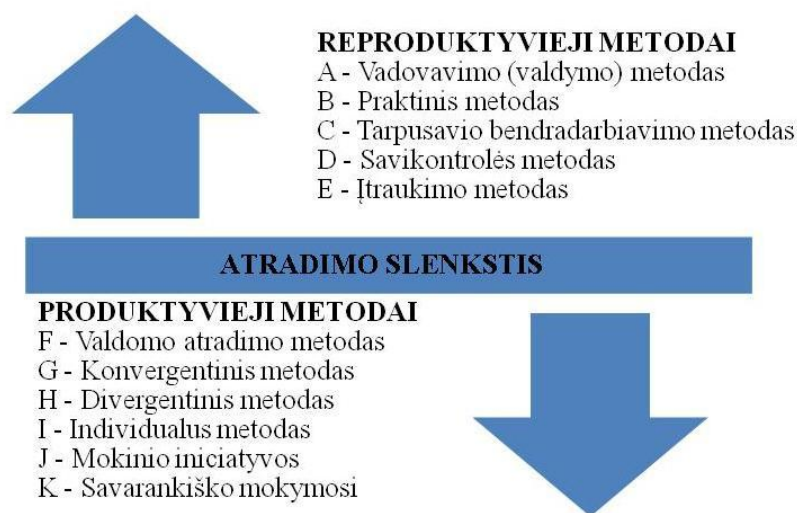 REPRODUKTYVIEJI METODAI
A - Vadovavimo (valdymo) metodas
B - Praktinis metodas
C - Tarpusavio bendradarbiavimo metodas
D - Savikontrolės metodas
E - Įtraukimo metodas
ATRADIMO SLENKSTIS
PRODUKTYVIEJI METODAI
F - Valdomo atradimo metodas
G - Konvergentinis metodas
H - Divergentinis metodas
I - Individualus metodas
J - Mokinio iniciatyvos
K - Savarankiško mokymosi